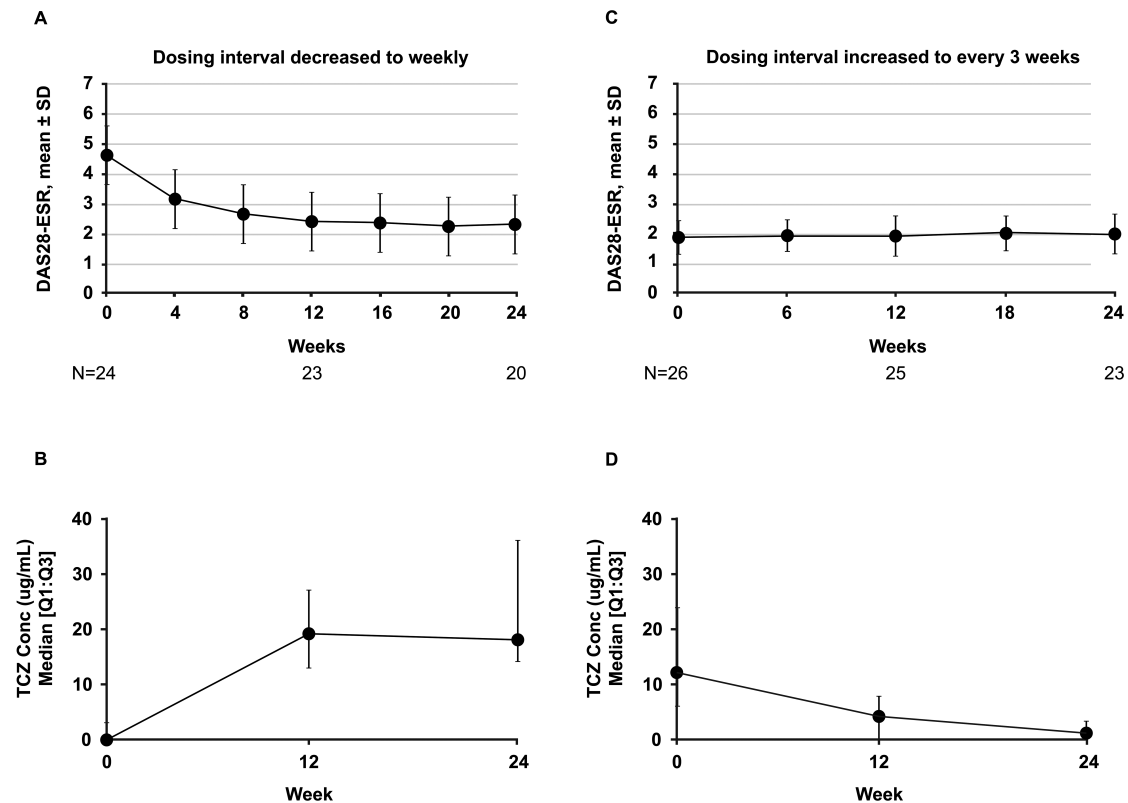 A
Dosing interval decreased to weekly
DAS28-ESR, mean ± SD
7
6
5
4
3
2
1
0
0 4 8 12 16 20 24
Weeks
N=24 23 20
C
Dosing interval increased to every 3 weeks
DAS28-ESR, mean ± SD
7
6
5
4
3
2
1
0
0 6 12 18 24
Weeks
N=26 25 23
B
TCZ Conc (ug/mL)
Median [Q1:Q3]
40
30
20
10
0
0 12 24
Week
D
TCZ Conc (ug/mL)
Median [Q1:Q3]
40
30
20
10
0
0 12 24
Week